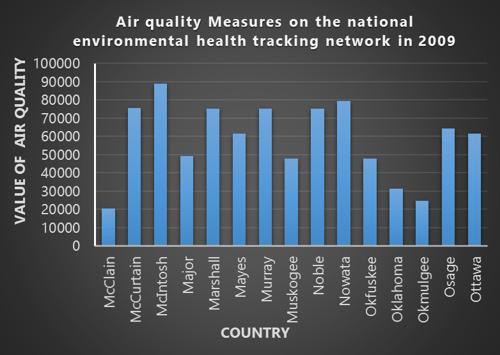 Air quality Measures on the national
environmental health tracking network in 2009
VALUE OF AIR QUALITY
100000
90000
80000
70000
60000
50000
40000
30000
20000
10000
0
McClain
McCurtain
McIntosh
Major
Marshall
Mayes
Murray
Muskogee
Noble
Nowata
Okfuskee
Oklahoma
Okmulgee
Osage
Ottawa
COUNTRY